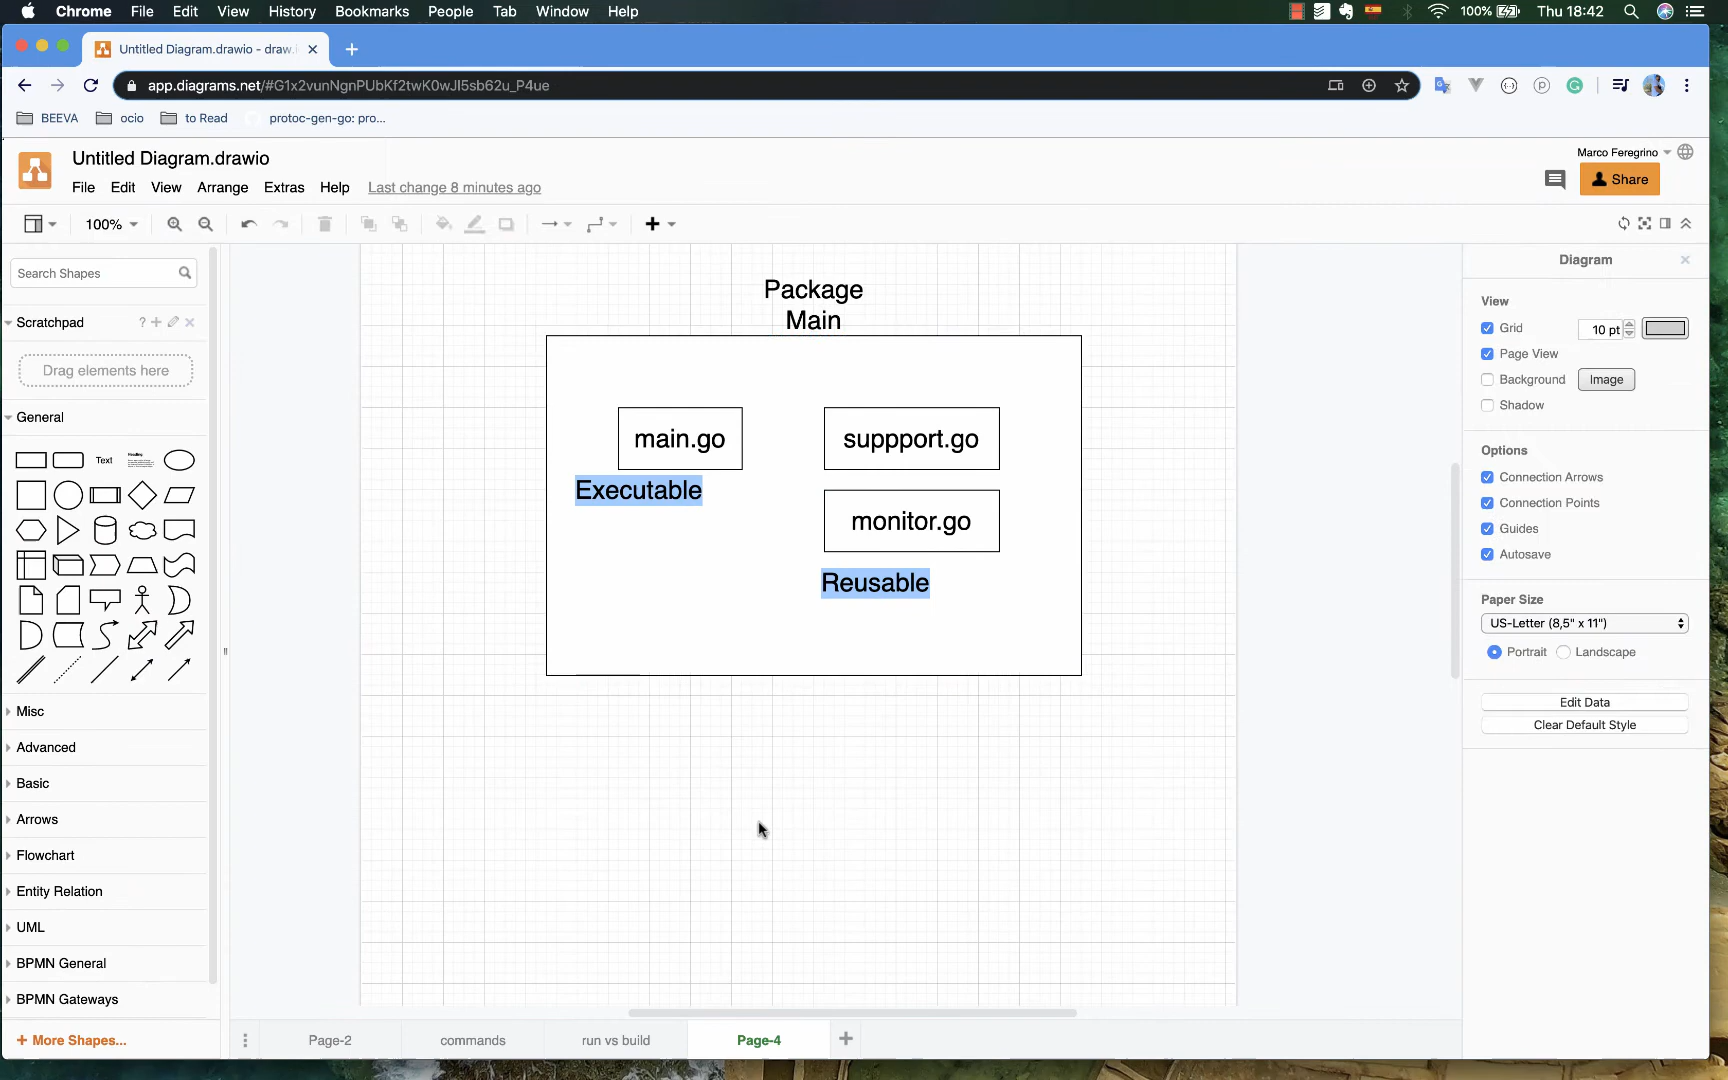 Chrome File Edit View History Bookmarks People Tab Window Help 100% Thu 18:42
Untitled Diagram.drawio - draw.i
app.diagrams.net/#G1x2vunNgnPUbKf2twK0wJI5sb62u_P4ue
BEEVA ocio to Read protoc-gen-go: pro...
Untitled Diagram.drawio
Marco Feregrino
File Edit View Arrange Extras Help Last change 8 minutes ago
Share
100%
Search Shapes
Scratchpad ?
Drag elements here
General
Text
Heading
Misc
Advanced
Basic
Arrows
Flowchart
Entity Relation
UML
BPMN General
BPMN Gateways
+ More Shapes...
Package
Main
main.go
suppport.go
Executable
monitor.go
Reusable
Page-2 commands run vs build Page-4
Diagram
View
Grid 10 pt
Page View
Background Image
Shadow
Options
Connection Arrows
Connection Points
Guides
Autosave
Paper Size
US-Letter (8,5" x 11")
Portrait Landscape
Edit Data
Clear Default Style